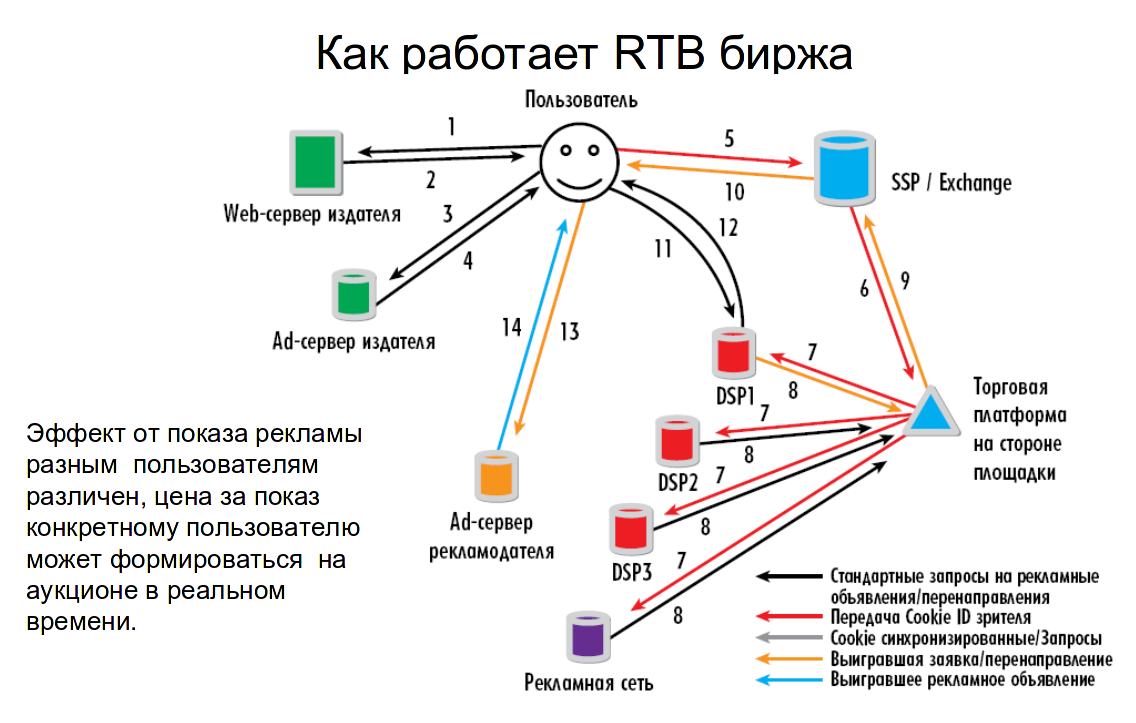 Как работает RTB биржа
Пользователь
1
2
3
4
5
10
11
12
Web-сервер издателя
SSP / Exchange
Ad-сервер издателя
6
9
14
13
7
8
DSP1
7
8
DSP2
7
8
DSP3
7
8
Рекламная сеть
Торговая
платформа
на стороне
площадки
Ad-сервер
рекламодателя
Эффект от показа рекламы
разным пользователям
различен, цена за показ
конкретному пользователю
может формироваться на
аукционе в реальном
времени.
Стандартные запросы на рекламные
объявления/перенаправления
Передача Cookie ID зрителя
Cookie синхронизированные/Запросы
Выигравшая заявка/перенаправление
Выигравшее рекламное объявление